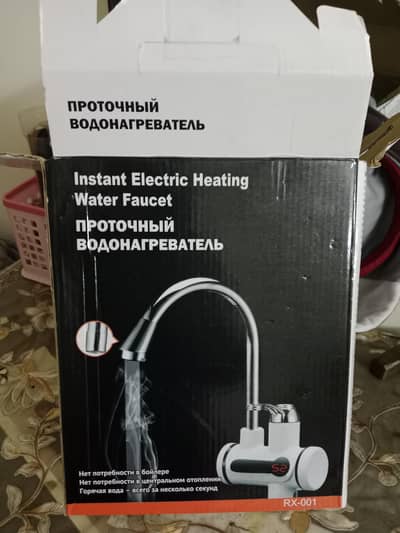 ПРОТОЧНЫЙ
ВОДОНАГРЕВАТЕЛЬ
Instant Electric Heating
Water Faucet
ПРОТОЧНЫЙ
ВОДОНАГРЕВАТЕЛЬ
52
Нет потребности в бойлере
Нет потребности в центральном отоплении
Горячая вода – всего за несколько секунд
RX-001